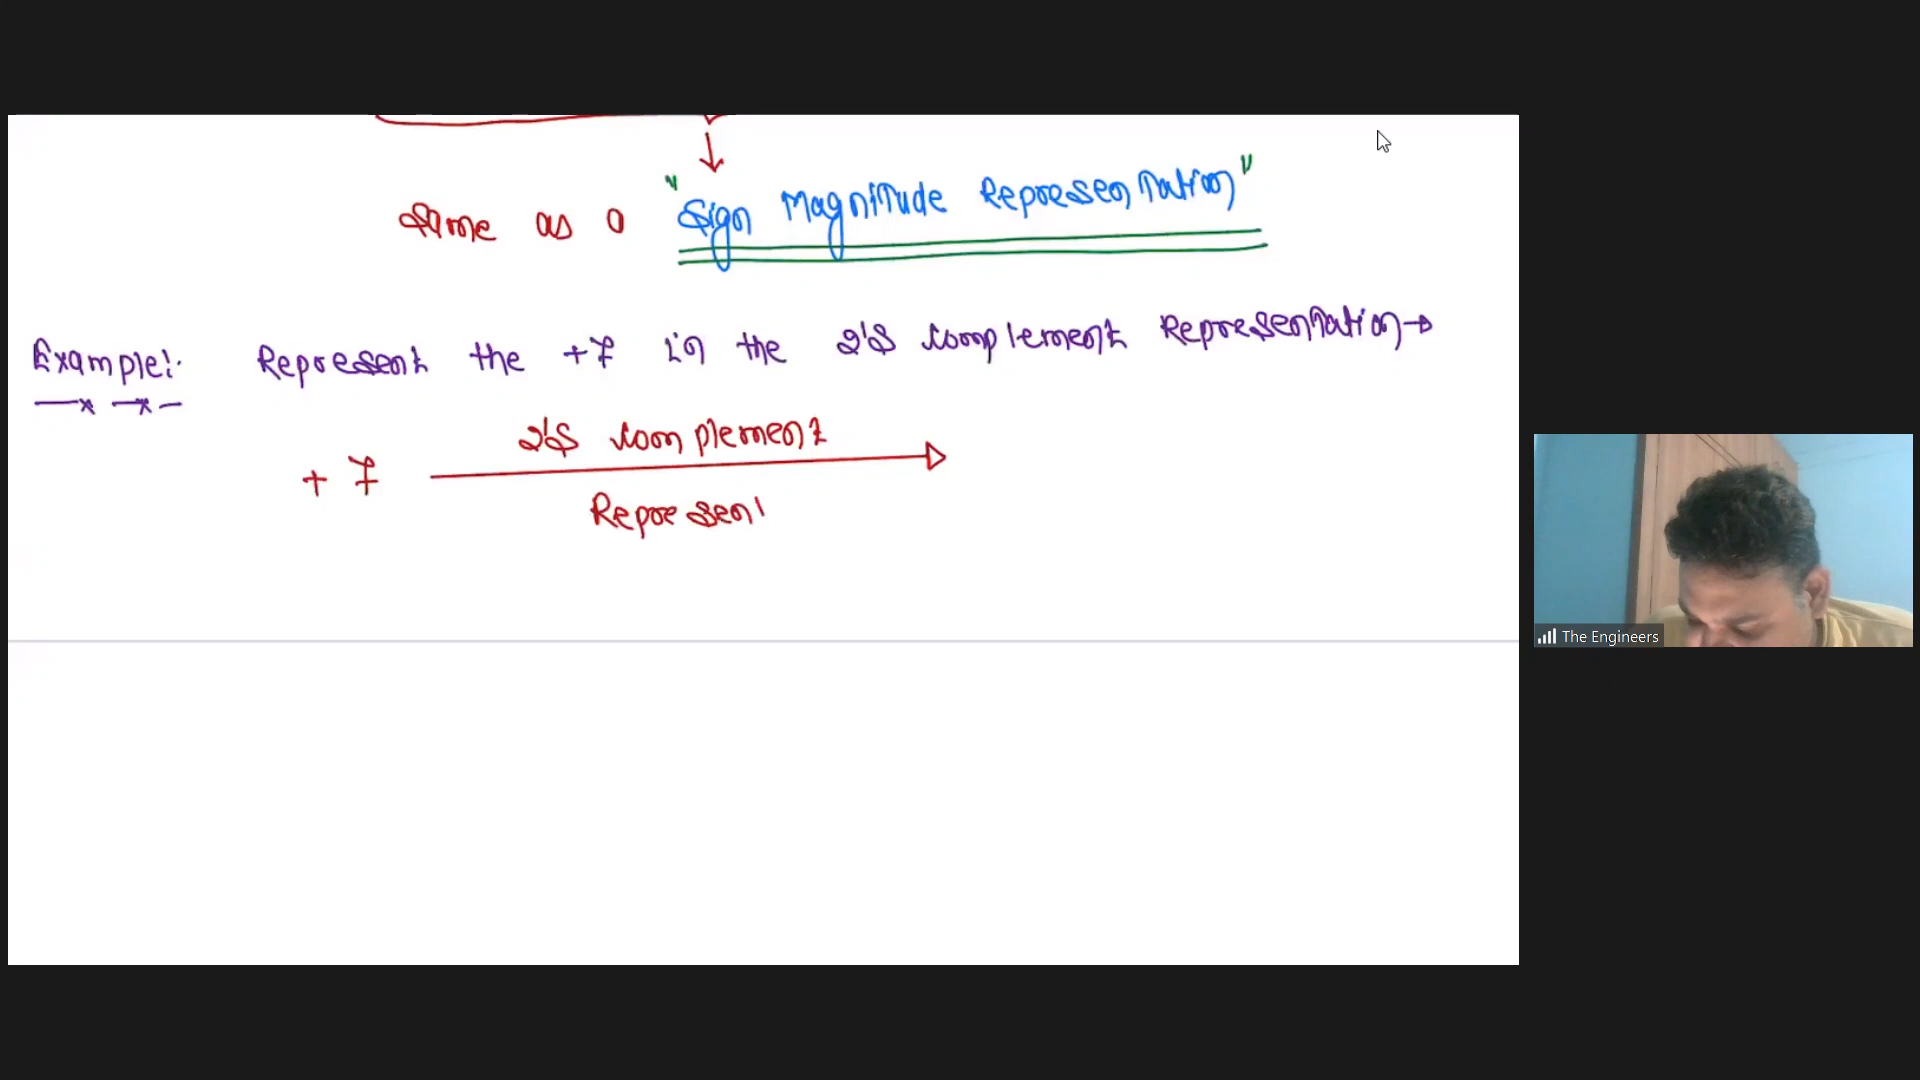 Same as a "Sign Magnitude Representation"
Example:- Represent the +7 in the 2's complement Representation→
2's complement
+ 7
Represent
The Engineers